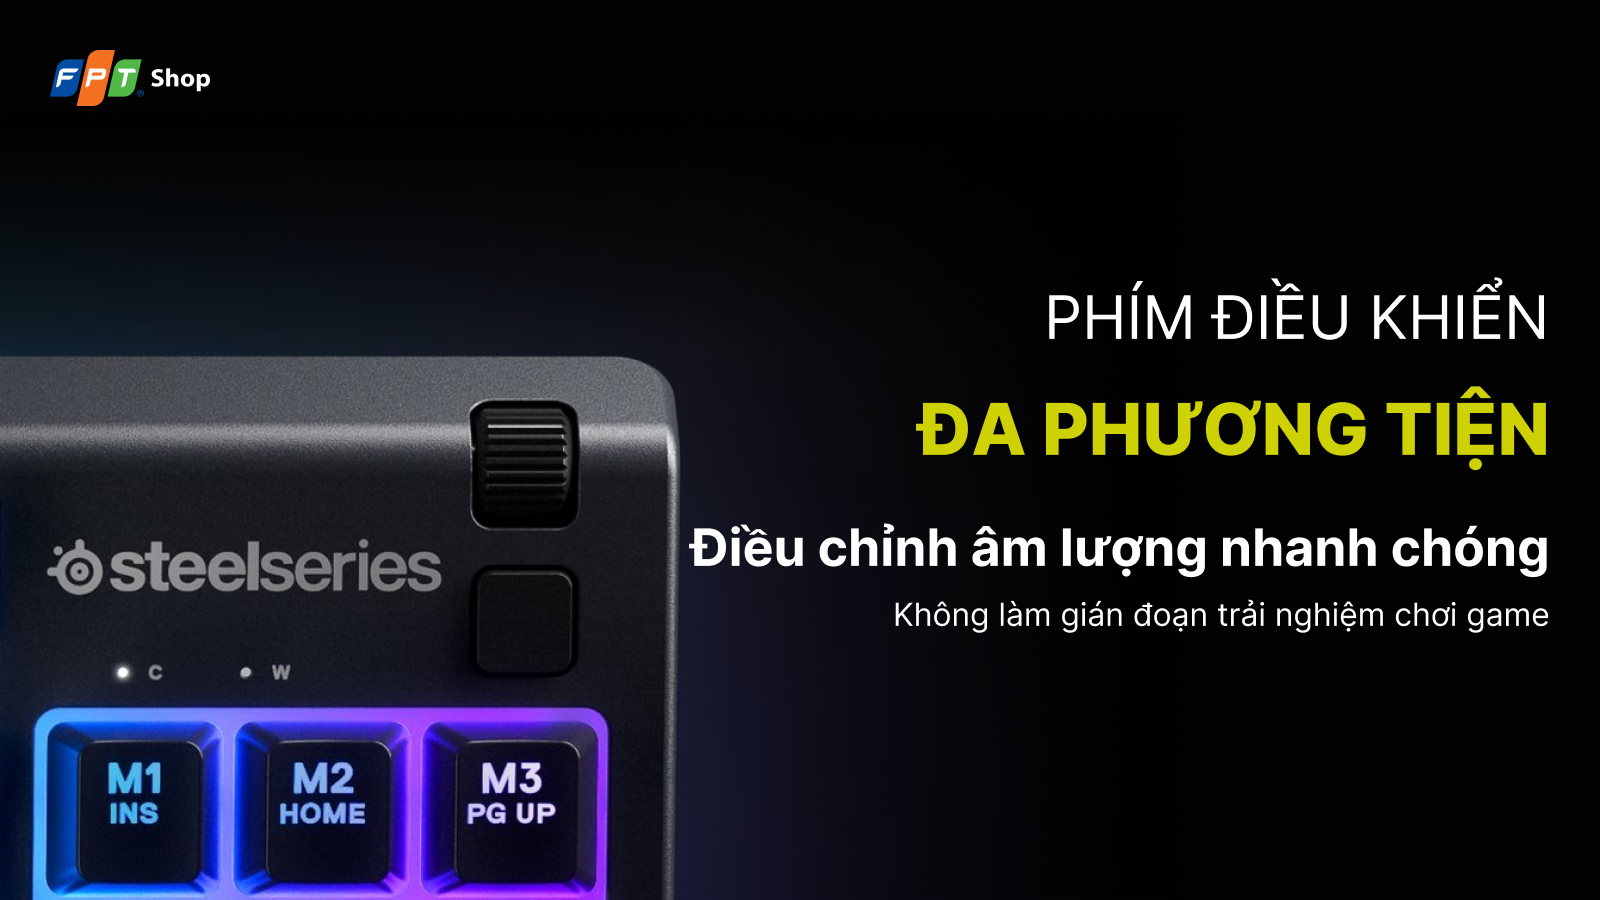 FPT Shop
PHÍM ĐIỀU KHIỂN
ĐA PHƯƠNG TIỆN
Điều chỉnh âm lượng nhanh chóng
Không làm gián đoạn trải nghiệm chơi game
steelseries
C W
M1 M2 M3
INS HOME PG UP